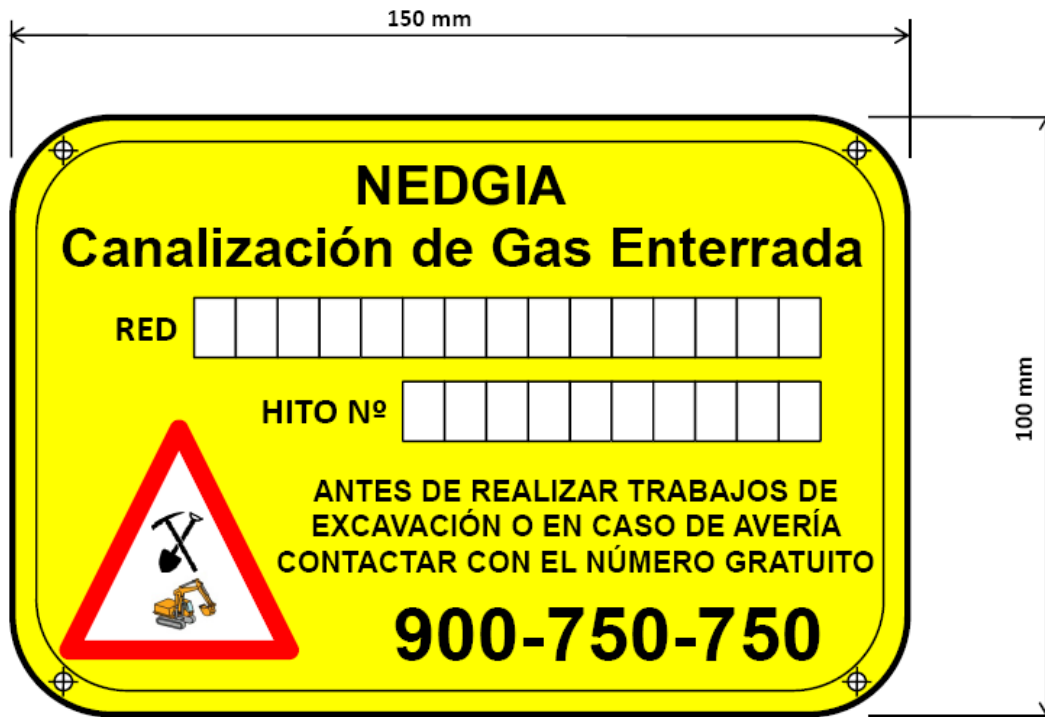 150 mm
NEDGIA
Canalización de Gas Enterrada
RED
HITO Nº
100 mm
ANTES DE REALIZAR TRABAJOS DE
EXCAVACIÓN O EN CASO DE AVERÍA
CONTACTAR CON EL NÚMERO GRATUITO
900-750-750